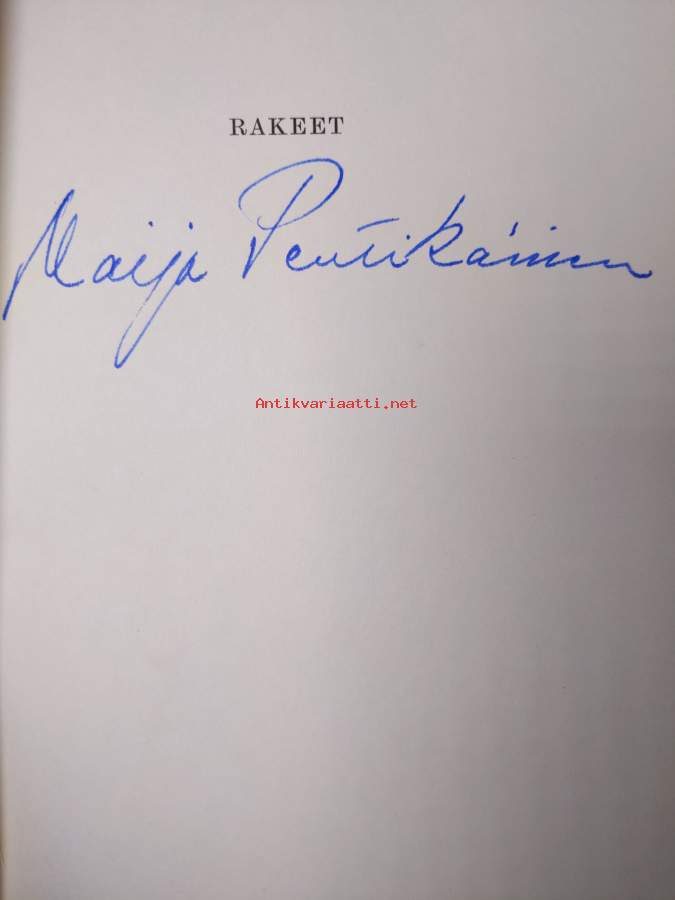 RAKEET
Maija Pentikäinen
Antikvariaatti.net